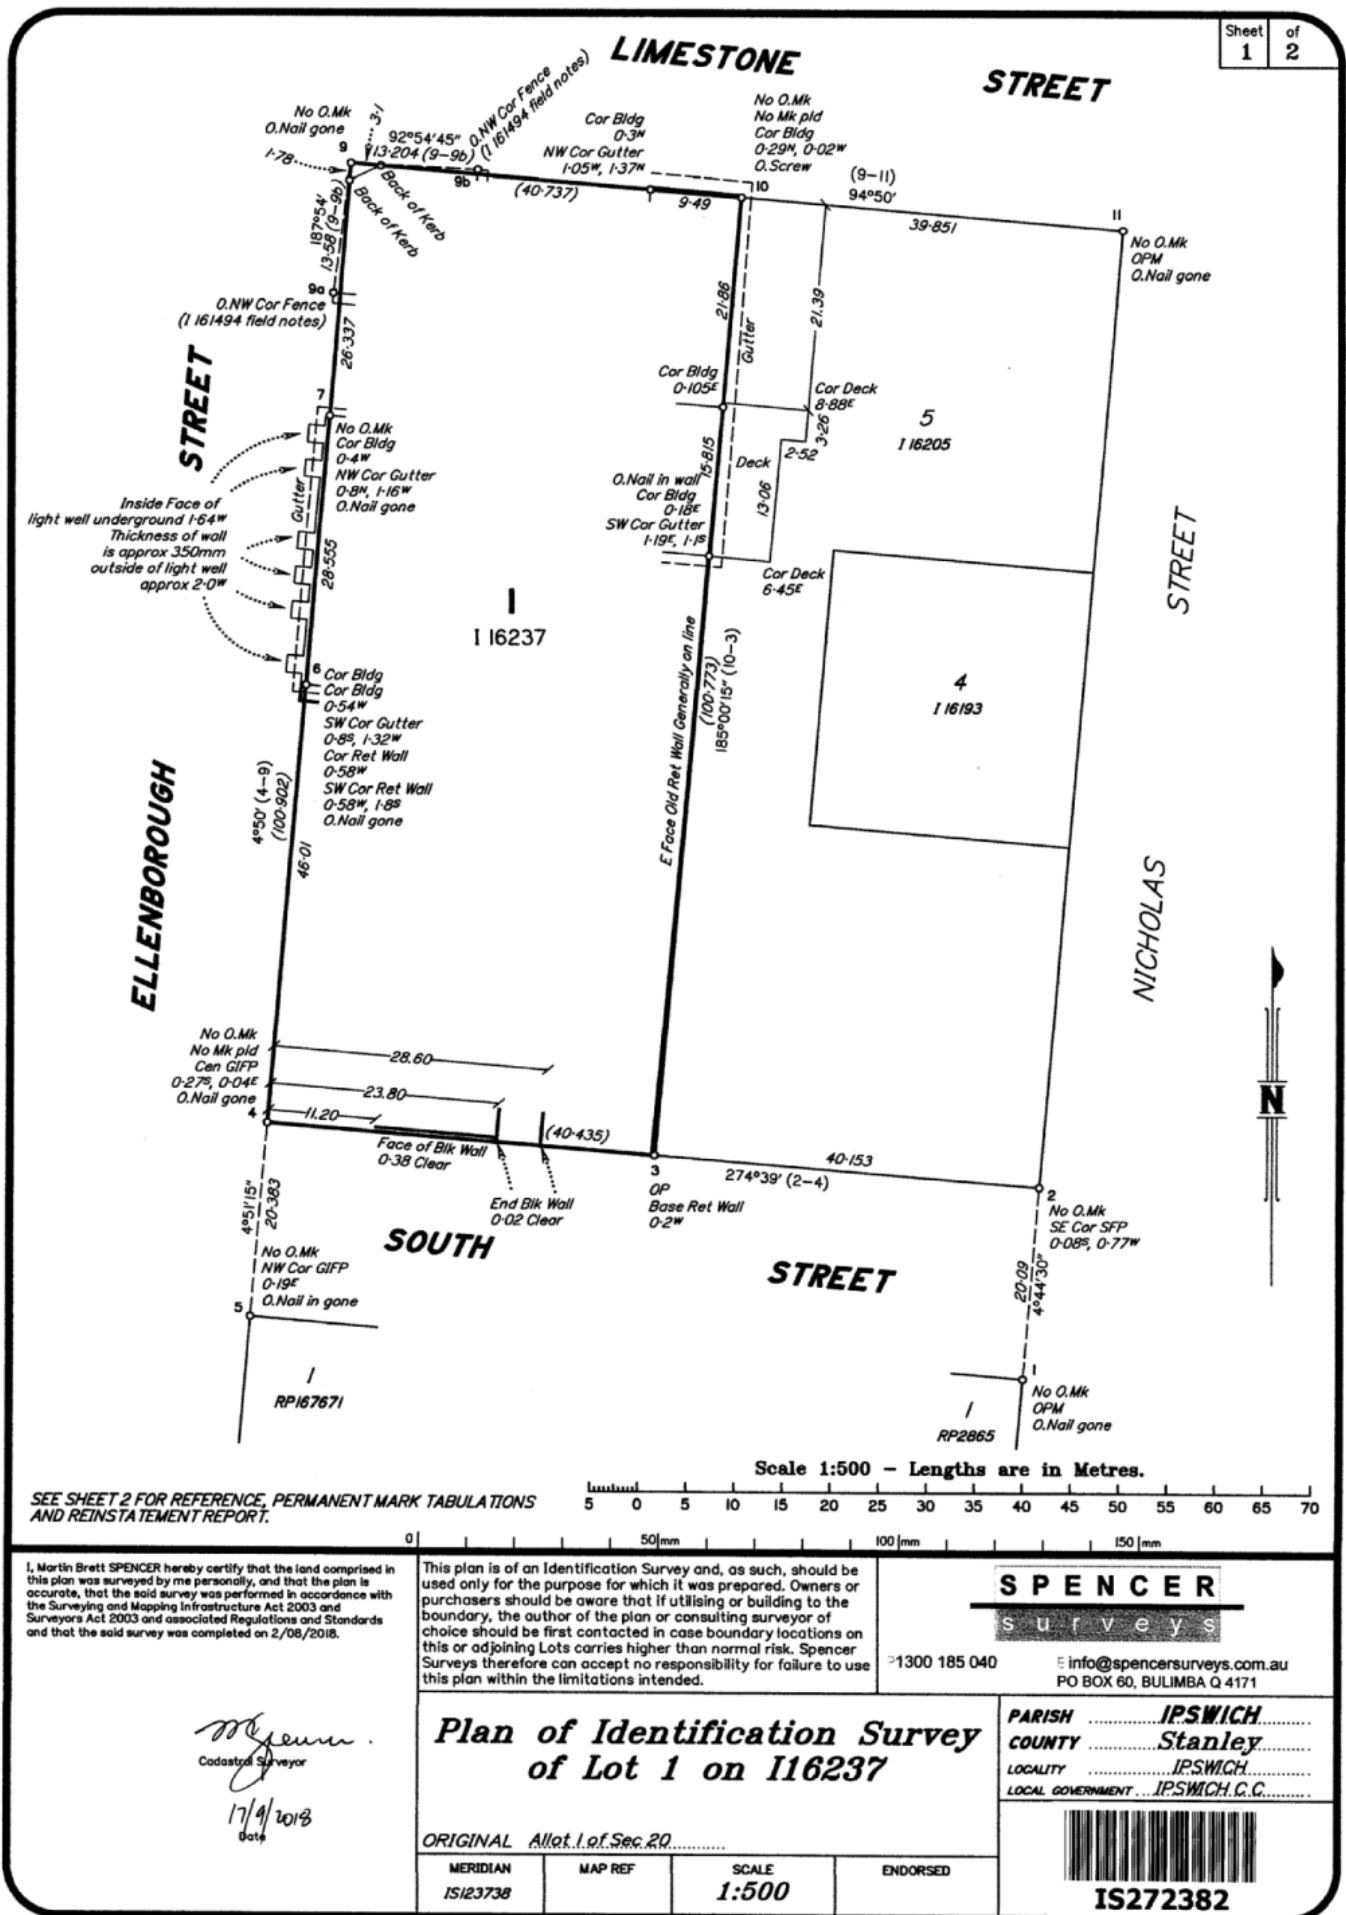 Sheet
1
of
2
LIMESTONE
STREET
No O.Mk
O.Nail gone
9
3·1
1·78
92°54'45"
13·204 (9-9b)
O.NW Cor Fence
(I 161494 field notes)
9b
Back of Kerb
Back of Kerb
187°54'
13·58 (9-9b)
(40·737)
Cor Bldg
0·3N
NW Cor Gutter
1·05W, 1·37N
9·49
No O.Mk
No Mk pld
Cor Bldg
0·29N, 0·02W
O.Screw
10
(9-11)
94°50'
39·851
11
No O.Mk
OPM
O.Nail gone
9a
O.NW Cor Fence
(I 161494 field notes)
26·337
STREET
7
No O.Mk
Cor Bldg
0·4W
NW Cor Gutter
0·8N, 1·16W
O.Nail gone
Inside Face of
light well underground 1·64W
Thickness of wall
is approx 350mm
outside of light well
approx 2·0W
Gutter
28·555
21·86
Gutter
21·39
Cor Bldg
0·105E
Cor Deck
8·88E
3·26
2·52
15·815
Deck
13·06
O.Nail in wall
Cor Bldg
0·18E
SW Cor Gutter
1·19E, 1·1S
Cor Deck
6·45E
5
I 16205
STREET
1
I 16237
4
I 16193
6
Cor Bldg
Cor Bldg
0·54W
SW Cor Gutter
0·8S, 1·32W
Cor Ret Wall
0·58W
SW Cor Ret Wall
0·58W, 1·8S
O.Nail gone
E Face Old Ret Wall Generally on line
(100·773)
185°00'15" (10-3)
ELLENBOROUGH
4°50' (4-9)
(100·902)
46·01
NICHOLAS
N
No O.Mk
No Mk pld
Cen GIFP
0·27S, 0·04E
O.Nail gone
4
28.60
23.80
11.20
Face of Blk Wall
0·38 Clear
(40·435)
End Blk Wall
0·02 Clear
3
OP
Base Ret Wall
0·2W
40·153
274°39' (2-4)
2
No O.Mk
SE Cor SFP
0·08S, 0·77W
4°51'15"
20·383
SOUTH
STREET
No O.Mk
NW Cor GIFP
0·19E
O.Nail in gone
5
20·09
4°44'30"
1
RP167671
1
No O.Mk
OPM
O.Nail gone
1
RP2865
Scale 1:500 - Lengths are in Metres.
5 0 5 10 15 20 25 30 35 40 45 50 55 60 65 70
SEE SHEET 2 FOR REFERENCE, PERMANENT MARK TABULATIONS
AND REINSTATEMENT REPORT.
0 50mm 100mm 150mm
I, Martin Brett SPENCER hereby certify that the land comprised in
this plan was surveyed by me personally, and that the plan is
accurate, that the said survey was performed in accordance with
the Surveying and Mapping Infrastructure Act 2003 and
Surveyors Act 2003 and associated Regulations and Standards
and that the said survey was completed on 2/08/2018.
Cadastral Surveyor
17/9/2018
Date
This plan is of an Identification Survey and, as such, should be
used only for the purpose for which it was prepared. Owners or
purchasers should be aware that if utilising or building to the
boundary, the author of the plan or consulting surveyor of
choice should be first contacted in case boundary locations on
this or adjoining Lots carries higher than normal risk. Spencer
Surveys therefore can accept no responsibility for failure to use
this plan within the limitations intended.
SPENCER
surveys
P1300 185 040
E info@spencersurveys.com.au
PO BOX 60, BULIMBA Q 4171
Plan of Identification Survey
of Lot 1 on I16237
ORIGINAL Allot 1 of Sec 20
MERIDIAN
IS123738
MAP REF
SCALE
1:500
ENDORSED
PARISH IPSWICH
COUNTY Stanley
LOCALITY IPSWICH
LOCAL GOVERNMENT IPSWICH C.C.
IS272382